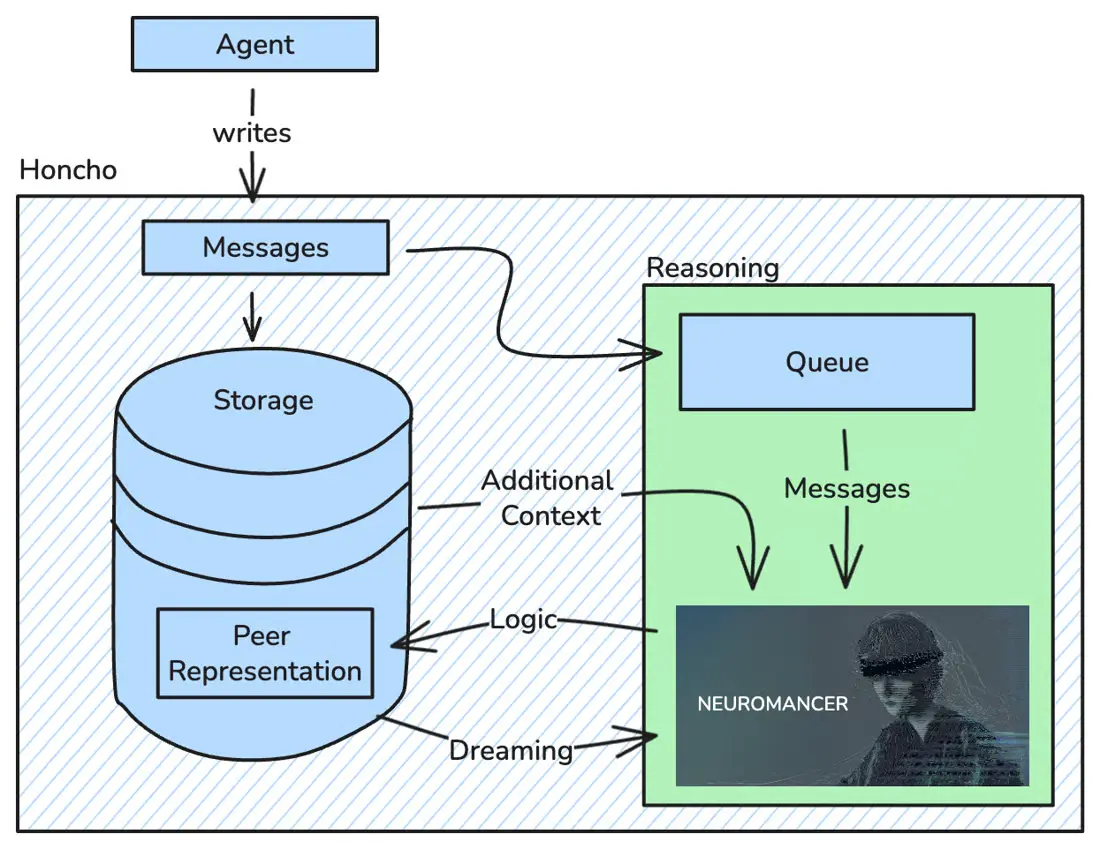 Agent
writes
Honcho
Messages
Reasoning
Queue
Storage
Additional
Context
Messages
Logic
Peer
Representation
NEUROMANCER
Dreaming